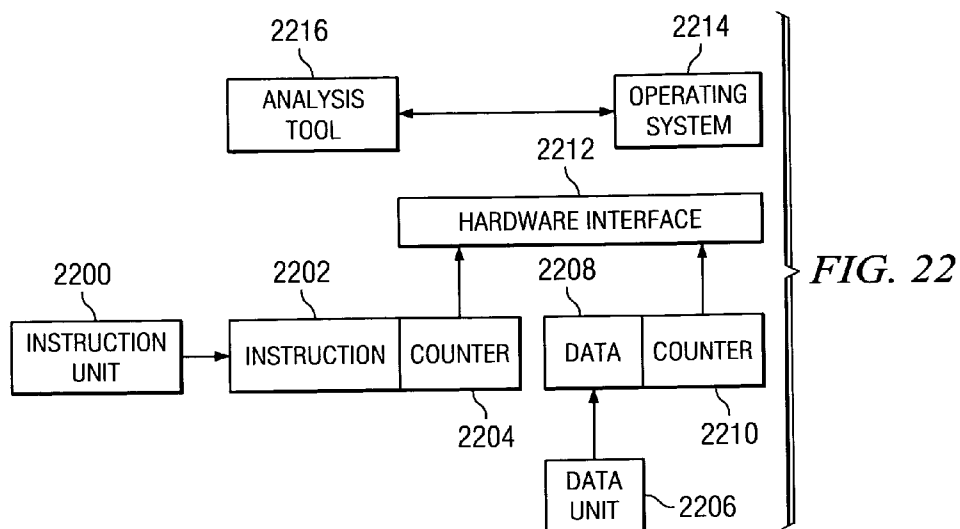 2216
2214
ANALYSIS
TOOL
OPERATING
SYSTEM
2212
HARDWARE INTERFACE
2200
2202
2208
FIG. 22
INSTRUCTION
UNIT
INSTRUCTION
COUNTER
DATA
COUNTER
2204
2210
DATA
UNIT
2206